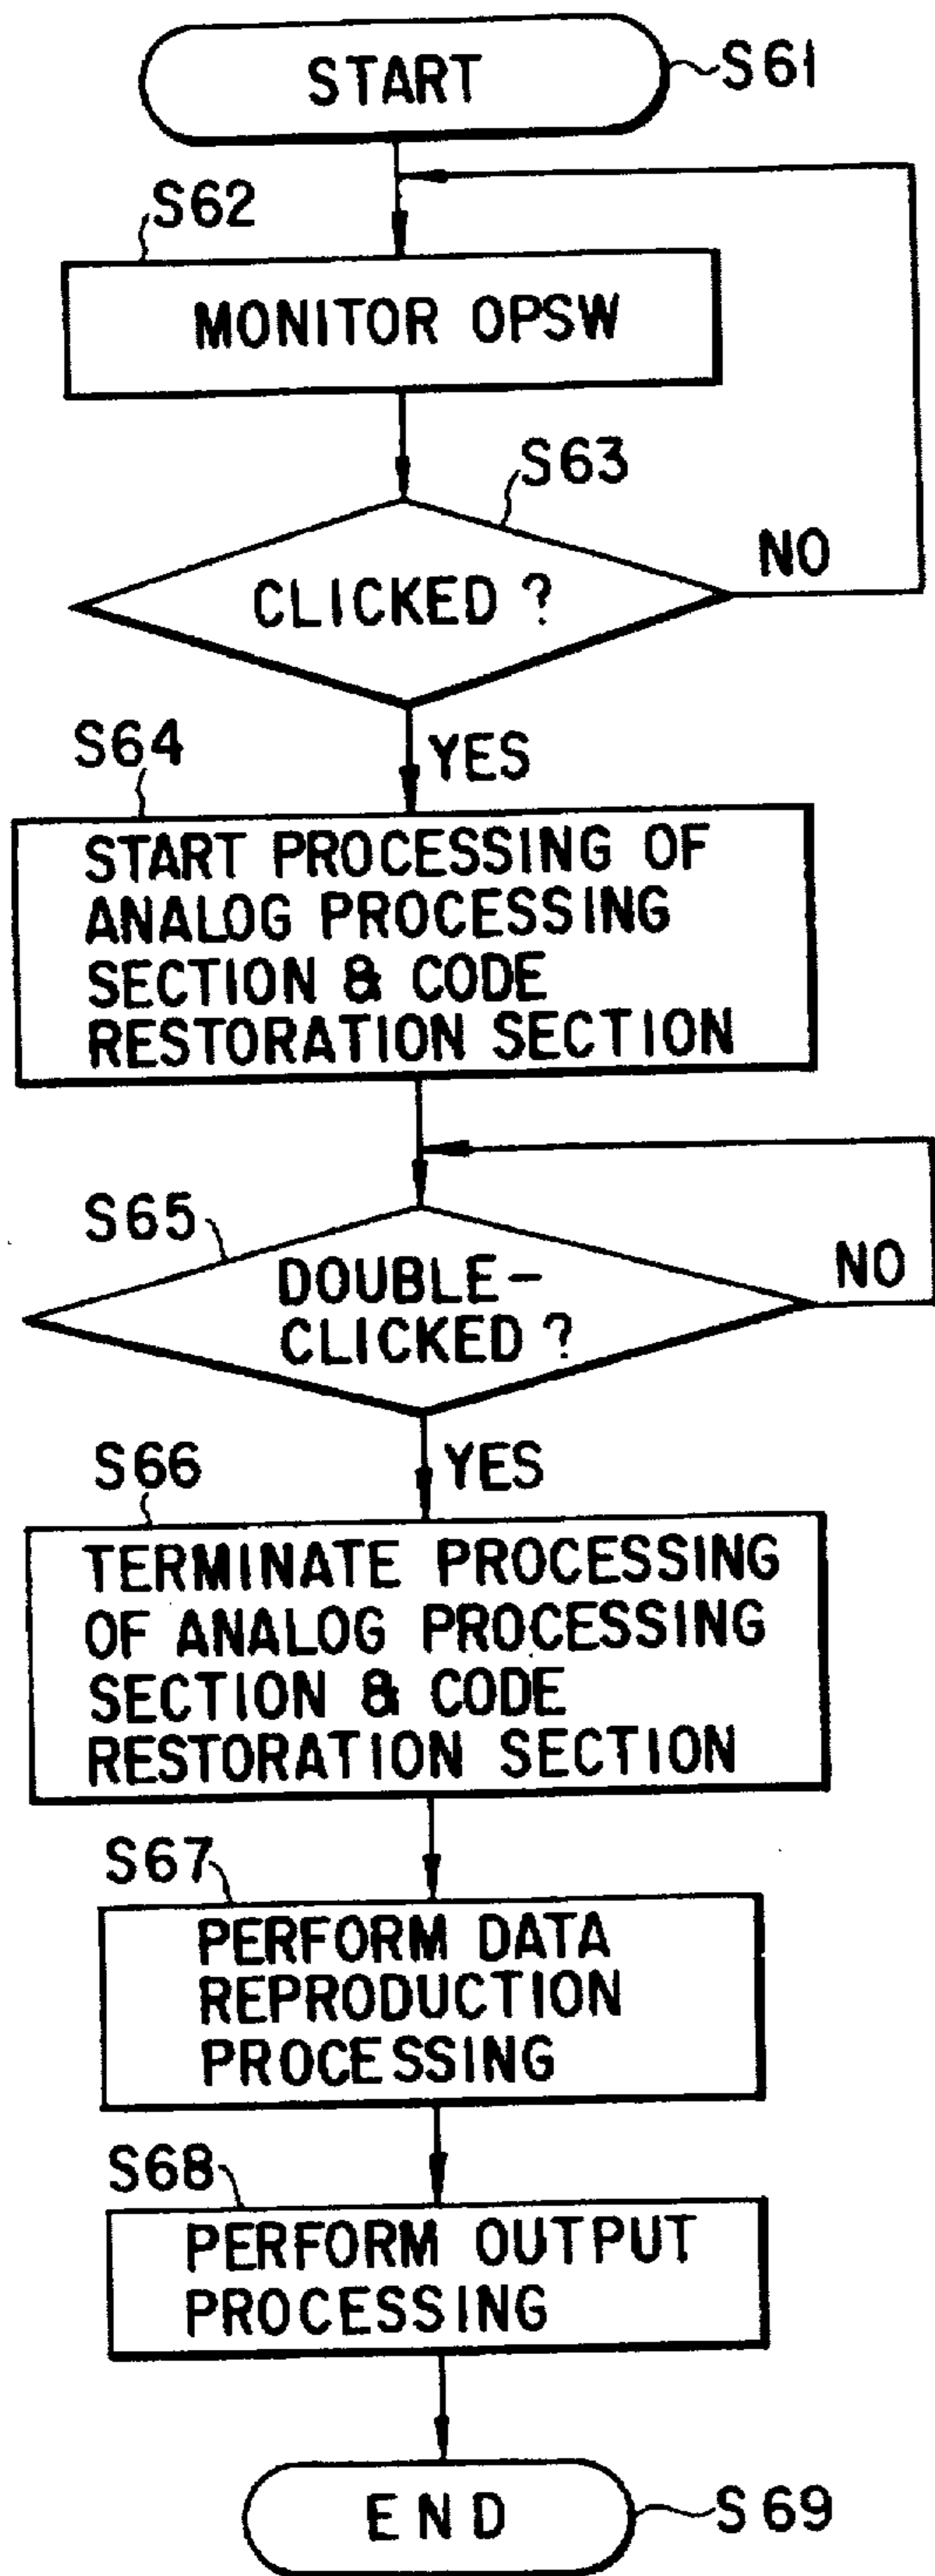 START
S61
S62
MONITOR OPSW
S63
CLICKED ?
NO
S64
YES
START PROCESSING OF
ANALOG PROCESSING
SECTION & CODE
RESTORATION SECTION
S65
DOUBLE-
CLICKED ?
NO
S66
YES
TERMINATE PROCESSING
OF ANALOG PROCESSING
SECTION & CODE
RESTORATION SECTION
S67
PERFORM DATA
REPRODUCTION
PROCESSING
S68
PERFORM OUTPUT
PROCESSING
END
S69